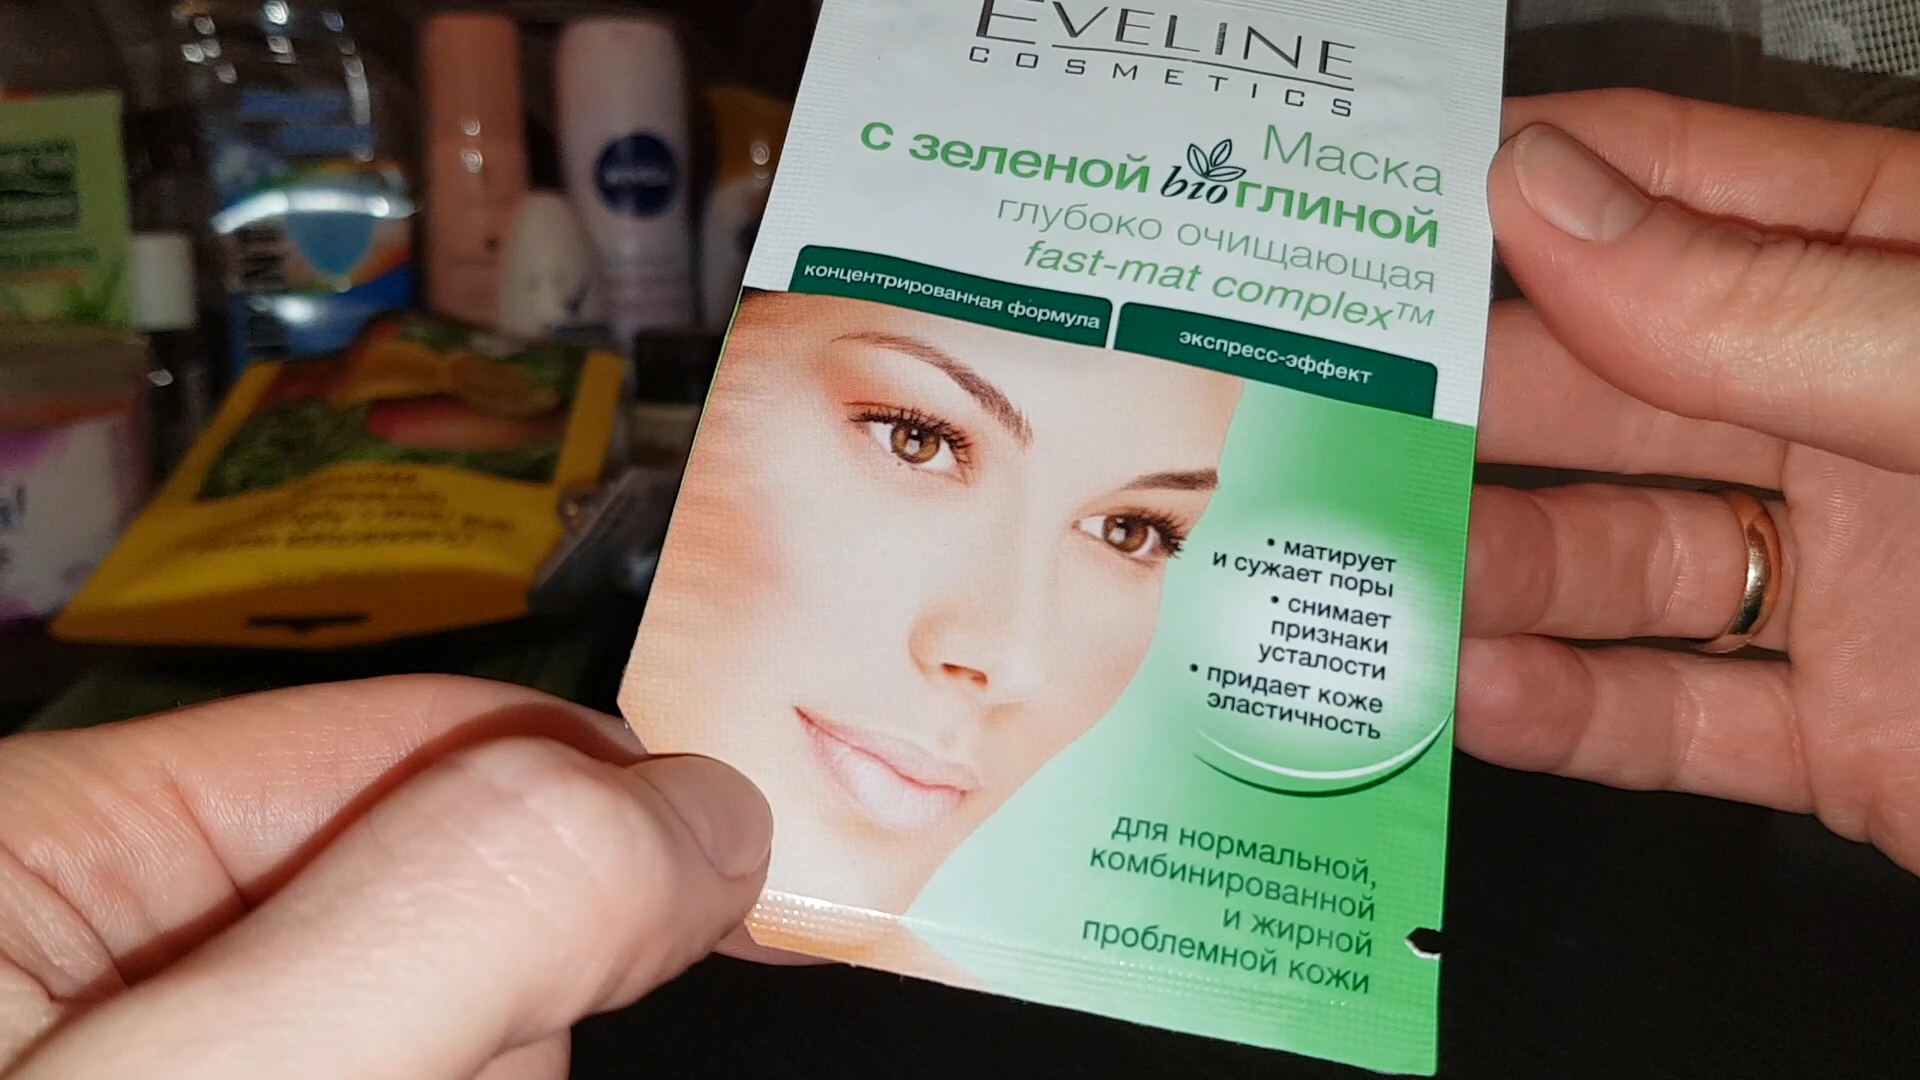 EVELINE
COSMETICS
Маска
с зеленой bio глиной
глубоко очищающая
fast-mat complex™
концентрированная формула
экспресс-эффект
• матирует
и сужает поры
• снимает
признаки
усталости
• придает коже
эластичность
для нормальной,
комбинированной
и жирной
проблемной кожи
NIVEA